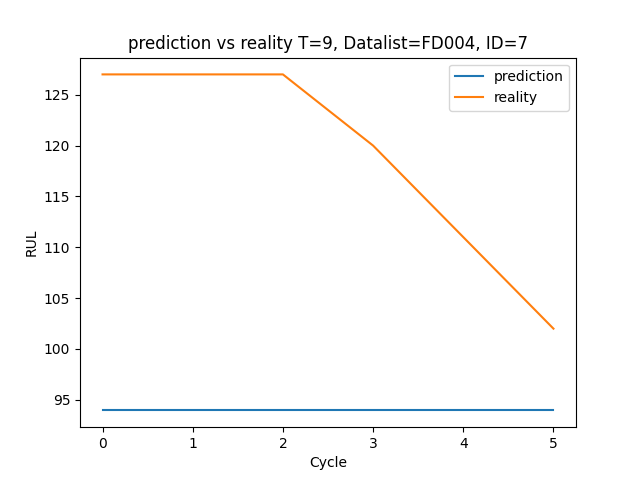 prediction vs reality T=9, Datalist=FD004, ID=7
prediction
reality
125
120
115
110
105
100
95
RUL
0 1 2 3 4 5
Cycle